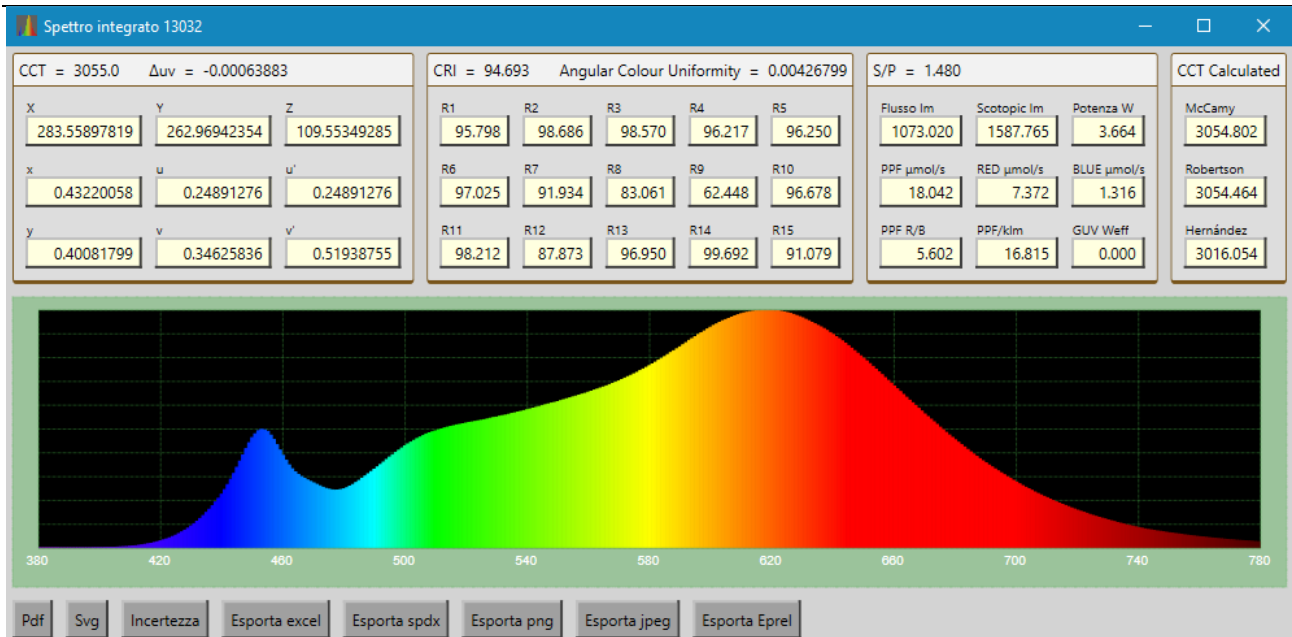 Spettro integrato 13032
CCT = 3055.0 Δuv = -0.00063883
X Y Z
283.55897819 262.96942354 109.55349285
x u u'
0.43220058 0.24891276 0.24891276
y v v'
0.40081799 0.34625836 0.51938755
CRI = 94.693 Angular Colour Uniformity = 0.00426799
R1 R2 R3 R4 R5
95.798 98.686 98.570 96.217 96.250
R6 R7 R8 R9 R10
97.025 91.934 83.061 62.448 96.678
R11 R12 R13 R14 R15
98.212 87.873 96.950 99.692 91.079
S/P = 1.480
Flusso lm Scotopic lm Potenza W
1073.020 1587.765 3.664
PPF µmol/s RED µmol/s BLUE µmol/s
18.042 7.372 1.316
PPF R/B PPF/klm GUV Weff
5.602 16.815 0.000
CCT Calculated
McCamy
3054.802
Robertson
3054.464
Hernández
3016.054
380 420 460 500 540 580 620 660 700 740 780
Pdf Svg Incertezza Esporta excel Esporta spdx Esporta png Esporta jpeg Esporta Eprel